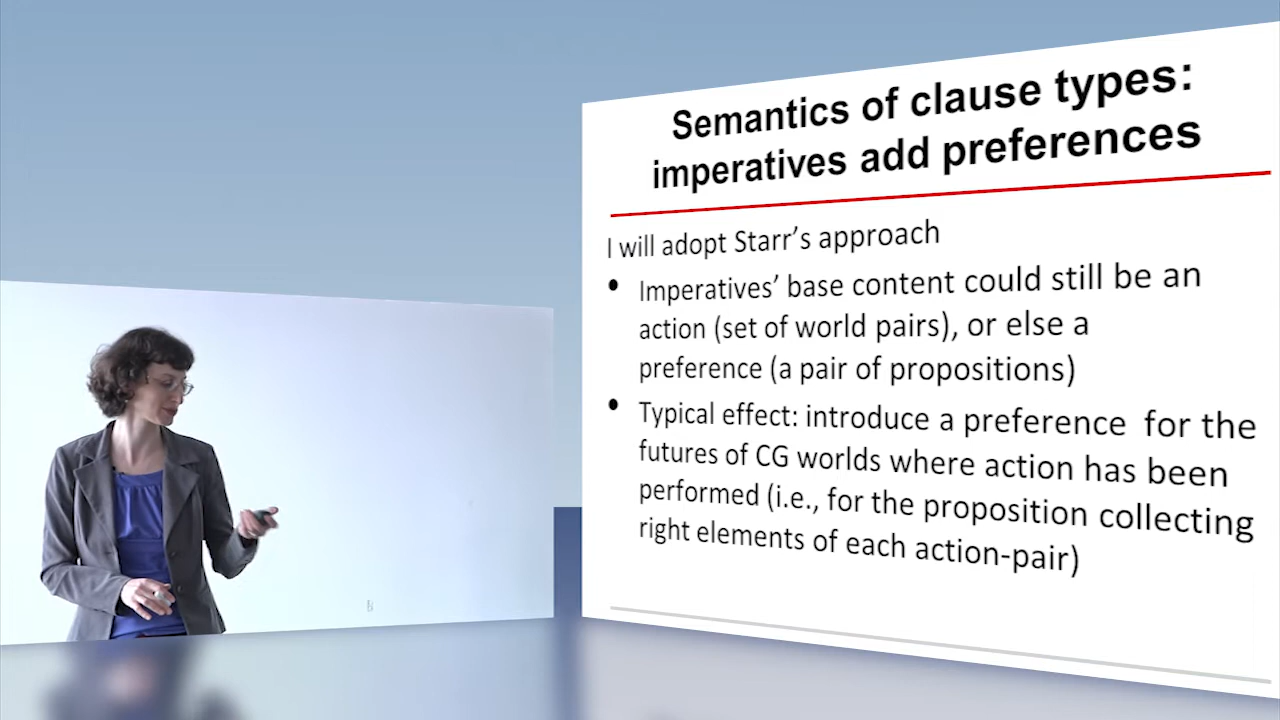 Semantics of clause types:
imperatives add preferences
I will adopt Starr’s approach
• Imperatives’ base content could still be an
action (set of world pairs), or else a
preference (a pair of propositions)
• Typical effect: introduce a preference for the
futures of CG worlds where action has been
performed (i.e., for the proposition collecting
right elements of each action-pair)